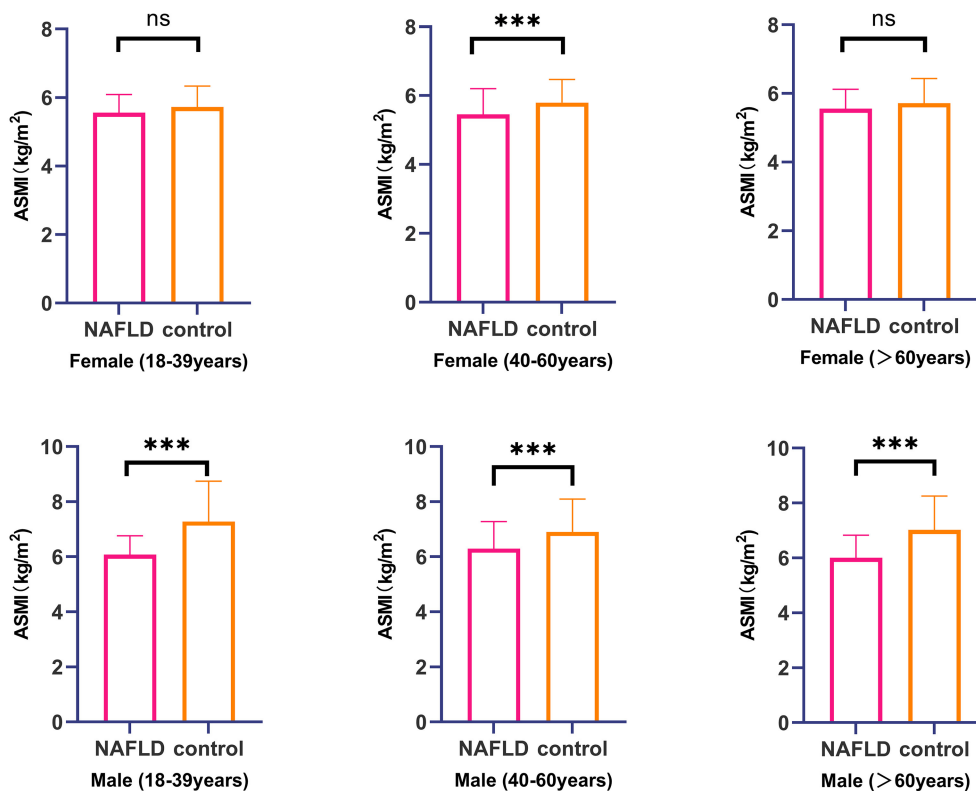 ns
ASMI（kg/m²）
8
6
4
2
0
NAFLD control
Female (18-39years)
***
ASMI（kg/m²）
8
6
4
2
0
NAFLD control
Female (40-60years)
ns
ASMI（kg/m²）
8
6
4
2
0
NAFLD control
Female (＞60years)
***
ASMI（kg/m²）
10
8
6
4
2
0
NAFLD control
Male (18-39years)
***
ASMI（kg/m²）
10
8
6
4
2
0
NAFLD control
Male (40-60years)
***
ASMI（kg/m²）
10
8
6
4
2
0
NAFLD control
Male (＞60years)